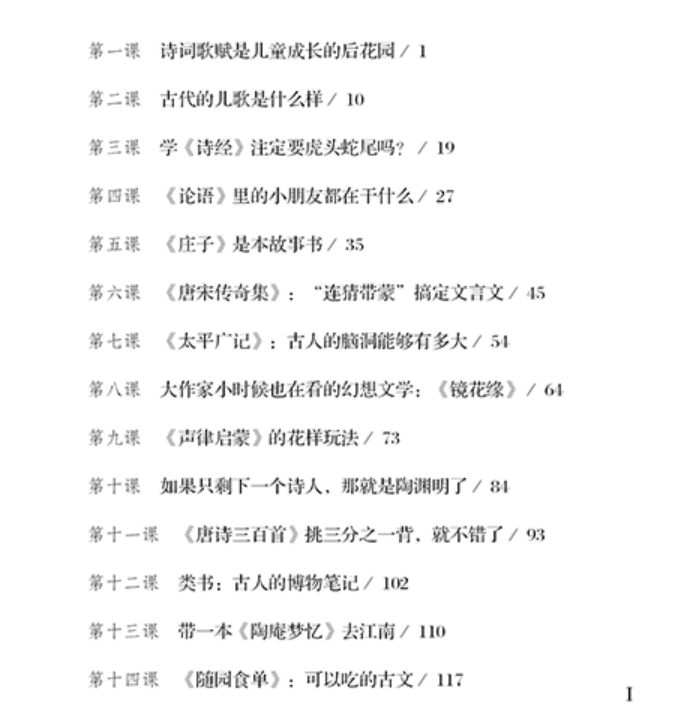 第一课 诗词歌赋是儿童成长的后花园 / 1
第二课 古代的儿歌是什么样 / 10
第三课 学《诗经》注定要虎头蛇尾吗？ / 19
第四课 《论语》里的小朋友都在干什么 / 27
第五课 《庄子》是本故事书 / 35
第六课 《唐宋传奇集》：“连猜带蒙”搞定文言文 / 45
第七课 《太平广记》：古人的脑洞能够有多大 / 54
第八课 大作家小时候也在看的幻想文学：《镜花缘》 / 64
第九课 《声律启蒙》的花样玩法 / 73
第十课 如果只剩下一个诗人，那就是陶渊明了 / 84
第十一课 《唐诗三百首》挑三分之一背，就不错了 / 93
第十二课 类书：古人的博物笔记 / 102
第十三课 带一本《陶庵梦忆》去江南 / 110
第十四课 《随园食单》：可以吃的古文 / 117
I